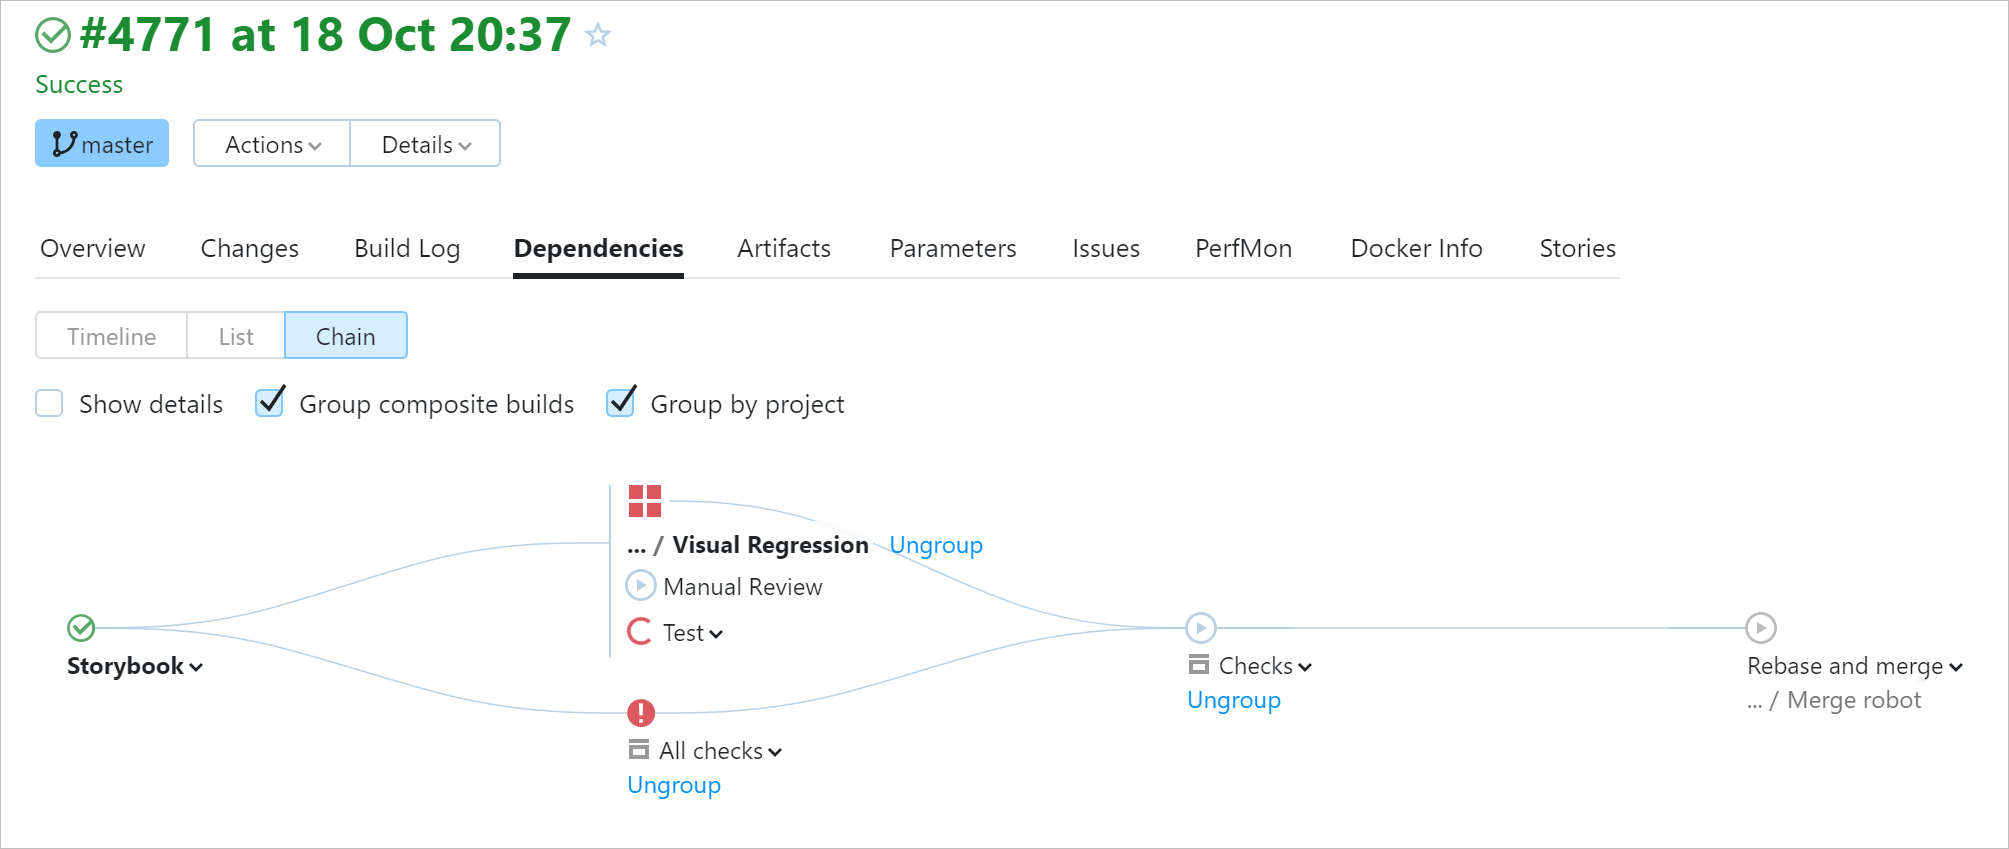 #4771 at 18 Oct 20:37
Success
master Actions Details
Overview Changes Build Log Dependencies Artifacts Parameters Issues PerfMon Docker Info Stories
Timeline List Chain
Show details Group composite builds Group by project
... / Visual Regression Ungroup
Manual Review
Test
Storybook
All checks
Ungroup
Checks
Ungroup
Rebase and merge
... / Merge robot